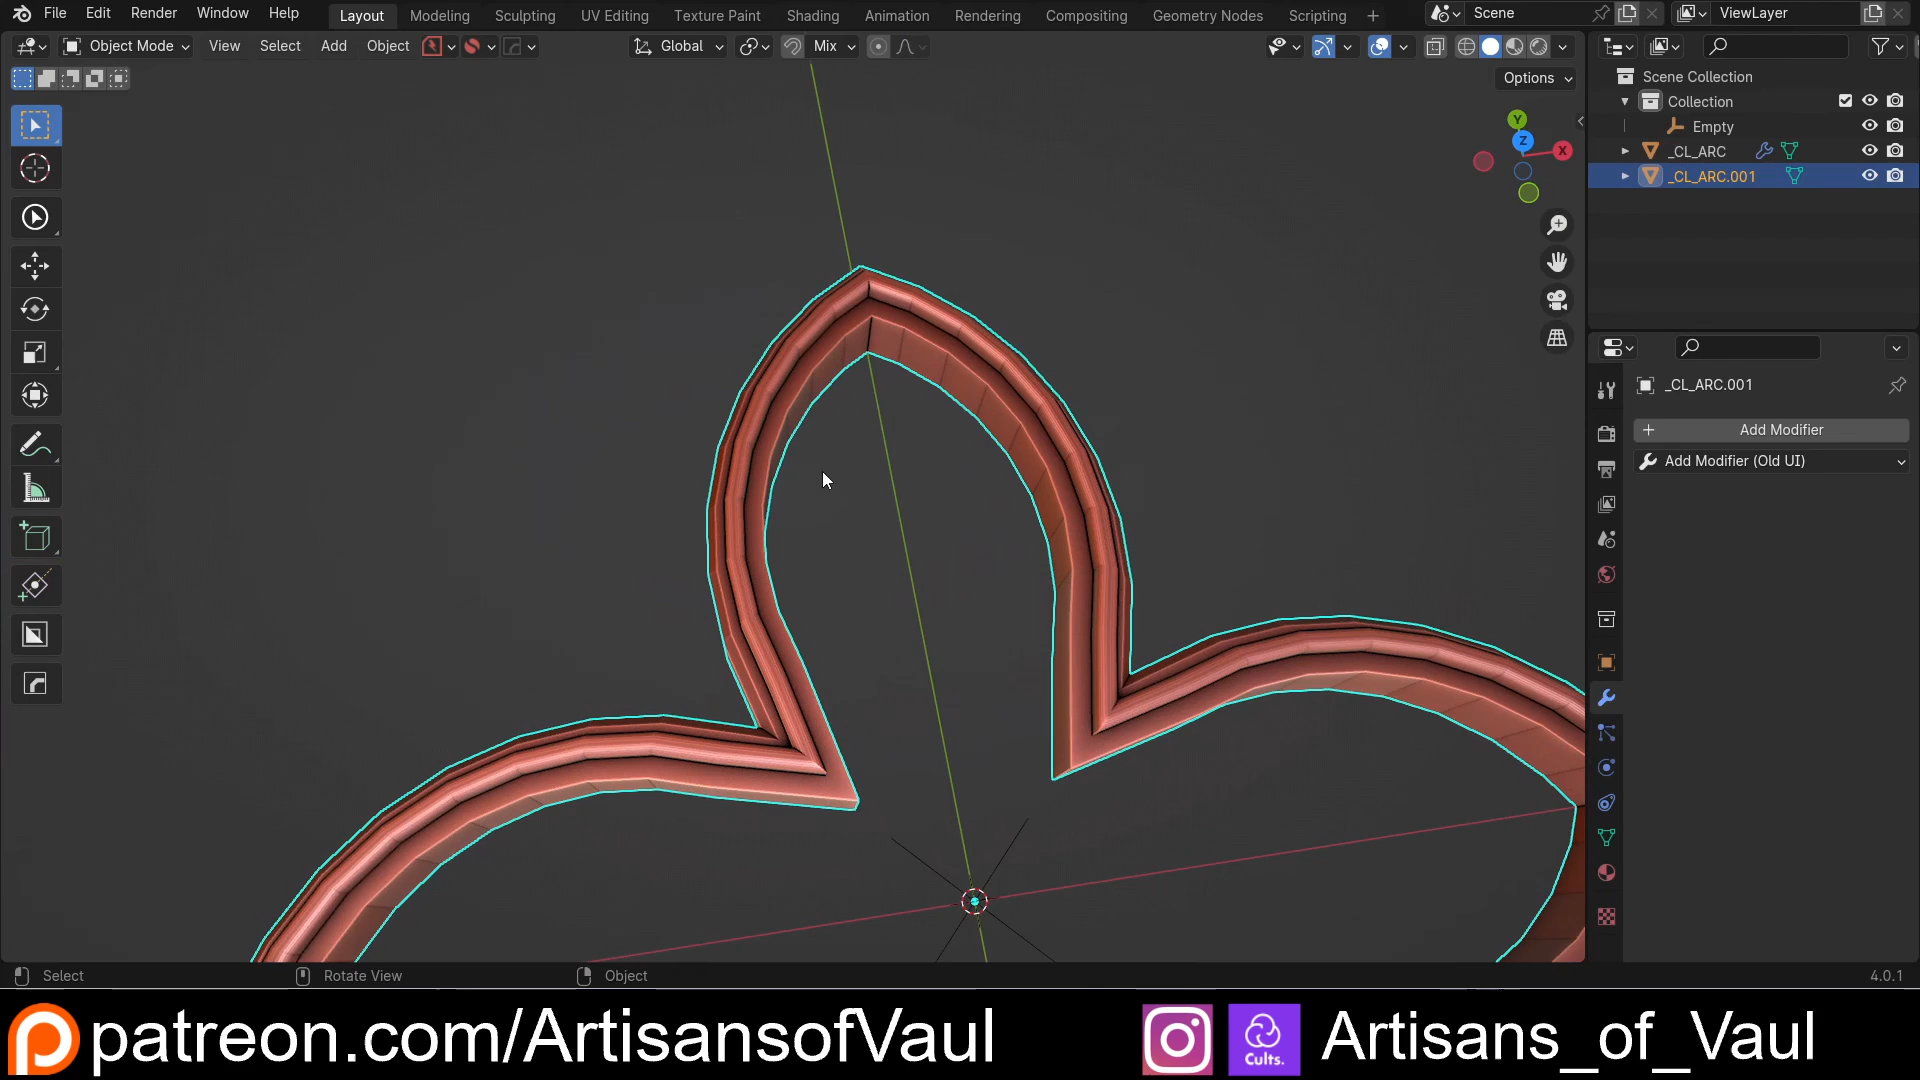 File Edit Render Window Help Layout Modeling Sculpting UV Editing Texture Paint Shading Animation Rendering Compositing Geometry Nodes Scripting + Scene ViewLayer
Object Mode View Select Add Object Global Mix
Options
Y
Z
X
Scene Collection
Collection
Empty
_CL_ARC
_CL_ARC.001
_CL_ARC.001
Add Modifier
Add Modifier (Old UI)
Select Rotate View Object 4.0.1
patreon.com/ArtisansofVaul Cults. Artisans_of_Vaul